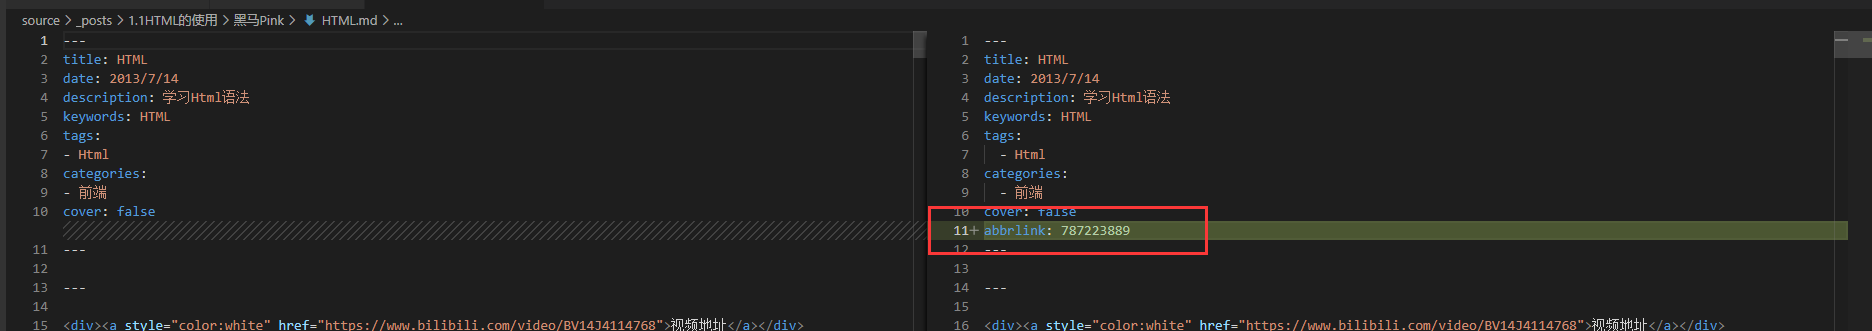 source > _posts > 1.1HTML的使用 > 黑马Pink > HTML.md > ...
1 ---
2 title: HTML
3 date: 2013/7/14
4 description: 学习Html语法
5 keywords: HTML
6 tags:
7 - Html
8 categories:
9 - 前端
10 cover: false
11 ---
12
13 ---
14
15 <div><a style="color:white" href="https://www.bilibili.com/video/BV14J4114768">视频地址</a></div>
1 ---
2 title: HTML
3 date: 2013/7/14
4 description: 学习Html语法
5 keywords: HTML
6 tags:
7 - Html
8 categories:
9 - 前端
10 cover: false
11+ abbrlink: 787223889
12 ---
13
14 ---
15
16 <div><a style="color:white" href="https://www.bilibili.com/video/BV14J4114768">视频地址</a></div>